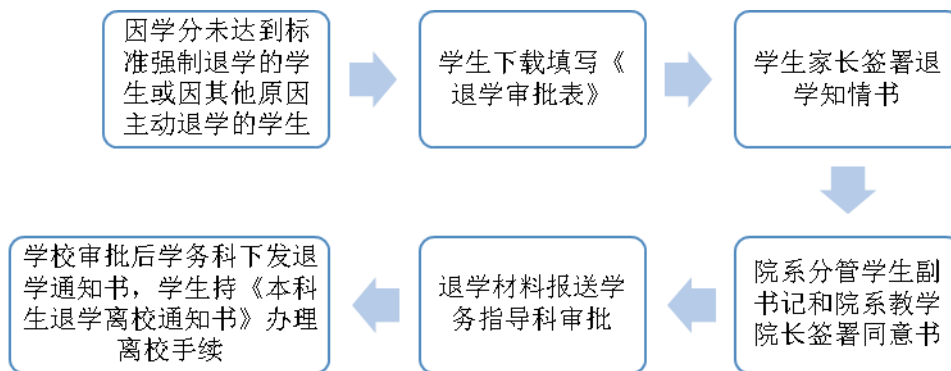 因学分未达到标
准强制退学的学
生或因其他原因
主动退学的学生
学生下载填写《
退学审批表》
学生家长签署退
学知情书
院系分管学生副
书记和院系教学
院长签署同意书
退学材料报送学
务指导科审批
学校审批后学务科下发退
学通知书，学生持《本科
生退学离校通知书》办理
离校手续